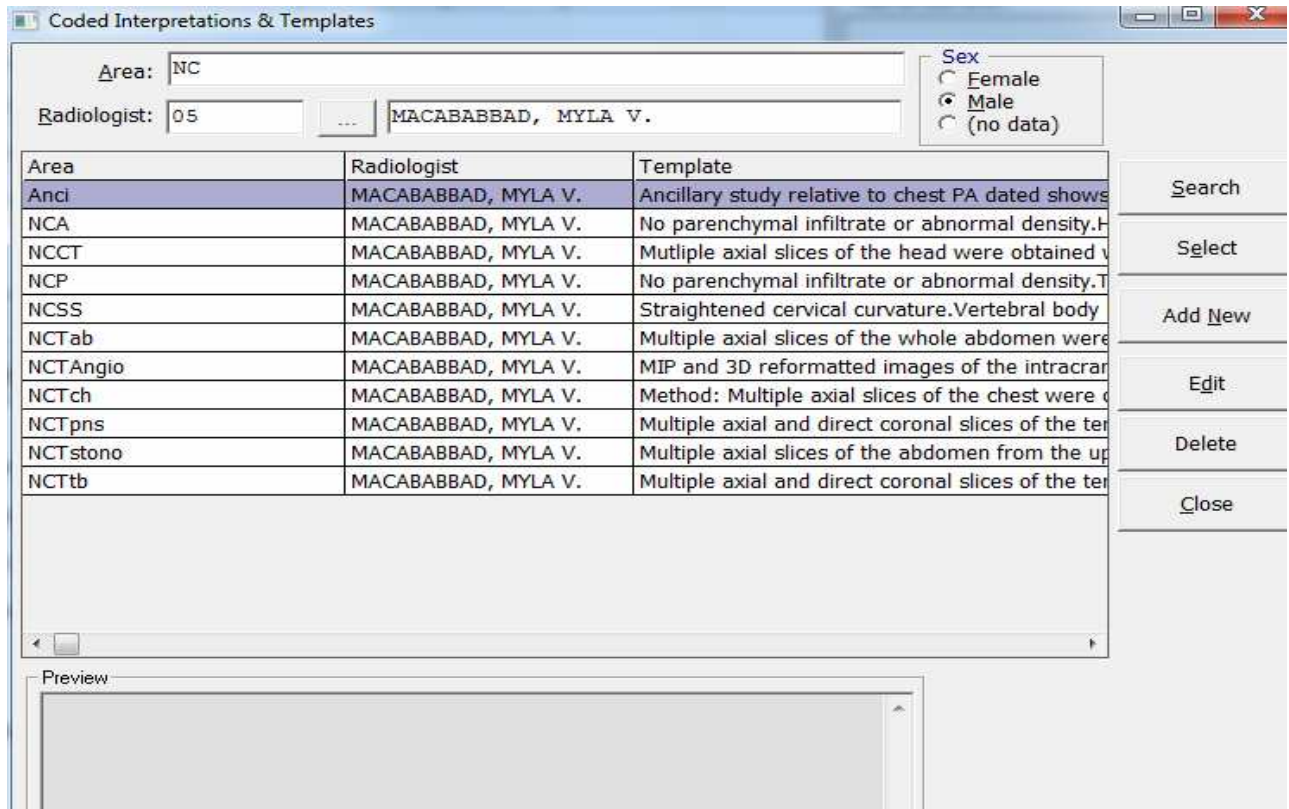 Coded Interpretations & Templates
Area: NC
Radiologist: 05 ... MACABABBAD, MYLA V.
Sex
Female
Male
(no data)
Area Radiologist Template
Anci MACABABBAD, MYLA V. Ancillary study relative to chest PA dated shows
NCA MACABABBAD, MYLA V. No parenchymal infiltrate or abnormal density.H
NCCT MACABABBAD, MYLA V. Mutliple axial slices of the head were obtained
NCP MACABABBAD, MYLA V. No parenchymal infiltrate or abnormal density.T
NCSS MACABABBAD, MYLA V. Straightened cervical curvature.Vertebral body
NCTab MACABABBAD, MYLA V. Multiple axial slices of the whole abdomen were
NCTAngio MACABABBAD, MYLA V. MIP and 3D reformatted images of the
NCTch MACABABBAD, MYLA V. Method: Multiple axial slices of the chest were
NCTpns MACABABBAD, MYLA V. Multiple axial and direct coronal slices of the
NCTstono MACABABBAD, MYLA V. Multiple axial slices of the abdomen from the
NCTtb MACABABBAD, MYLA V. Multiple axial and direct coronal slices of the
Search
Select
Add New
Edit
Delete
Close
Preview